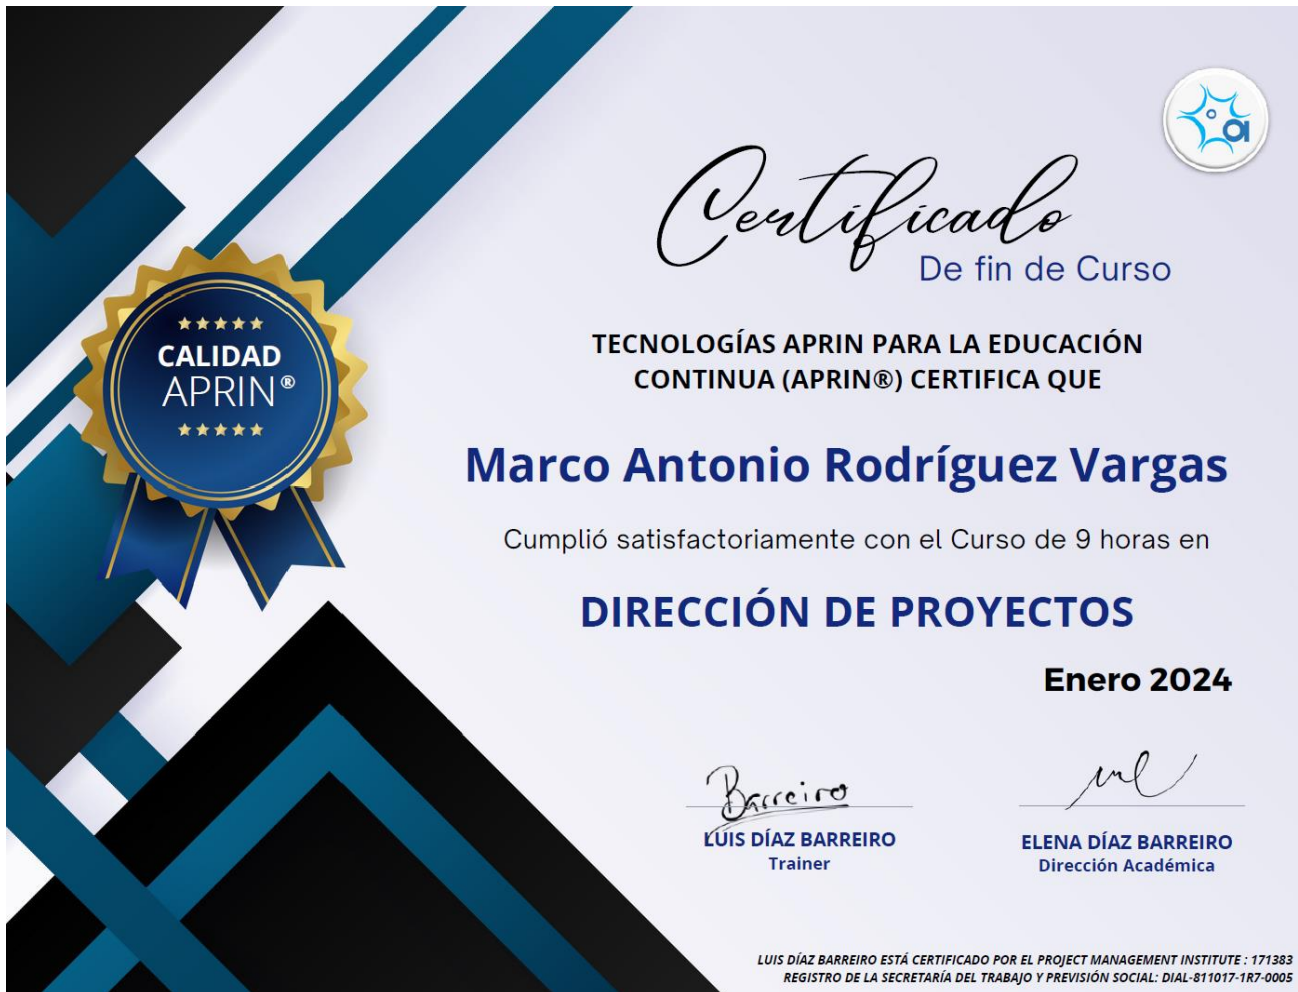 Certificado
De fin de Curso
TECNOLOGÍAS APRIN PARA LA EDUCACIÓN
CONTINUA (APRIN®) CERTIFICA QUE
CALIDAD
APRIN®
Marco Antonio Rodríguez Vargas
Cumplió satisfactoriamente con el Curso de 9 horas en
DIRECCIÓN DE PROYECTOS
Enero 2024
Barreiro
LUIS DÍAZ BARREIRO
Trainer
ELENA DÍAZ BARREIRO
Dirección Académica
LUIS DÍAZ BARREIRO ESTÁ CERTIFICADO POR EL PROJECT MANAGEMENT INSTITUTE : 171383
REGISTRO DE LA SECRETARÍA DEL TRABAJO Y PREVISIÓN SOCIAL: DIAL-811017-1R7-0005